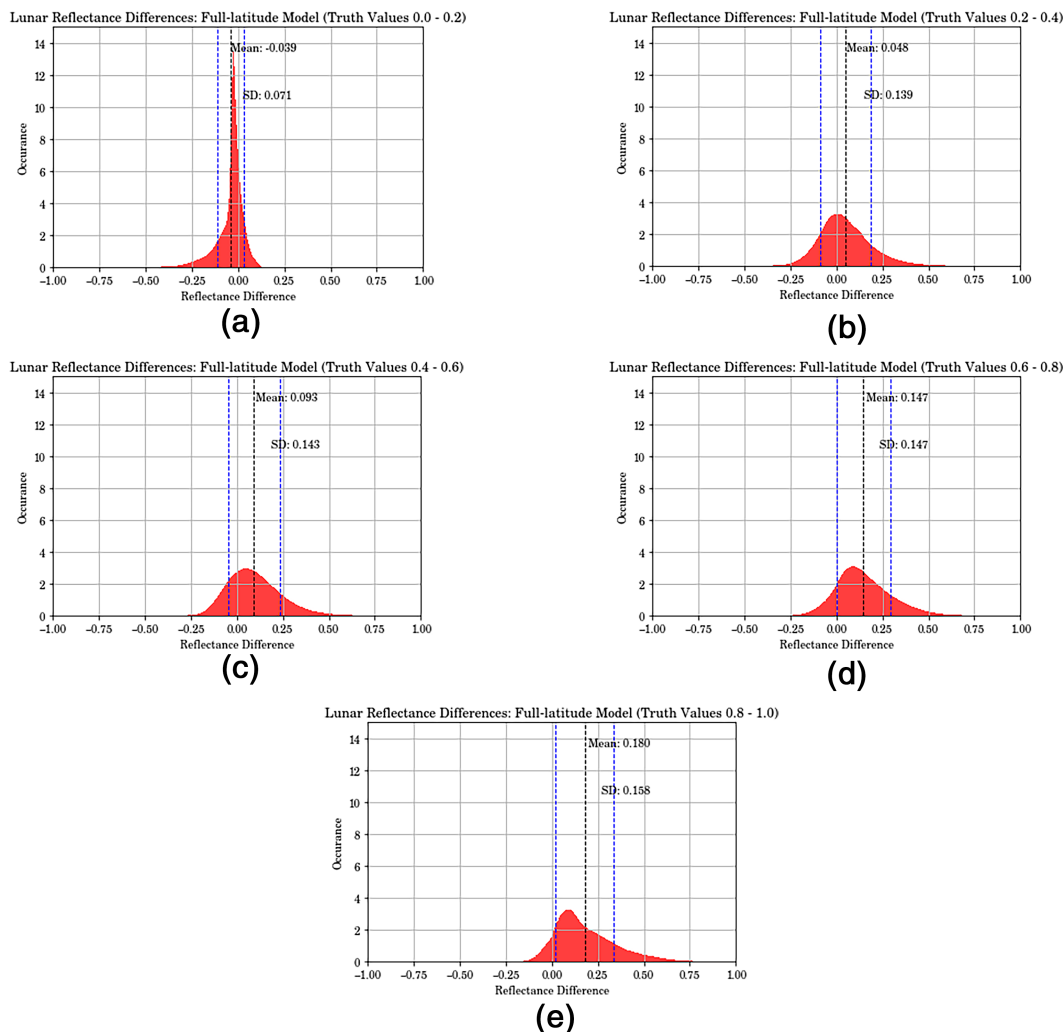 Lunar Reflectance Differences: Full-latitude Model (Truth Values 0.0 - 0.2)
14
12
10
8
6
4
2
0
Occurance
Mean: -0.039
SD: 0.071
−1.00 −0.75 −0.50 −0.25 0.00 0.25 0.50 0.75 1.00
Reflectance Difference
(a)
Lunar Reflectance Differences: Full-latitude Model (Truth Values 0.2 - 0.4)
14
12
10
8
6
4
2
0
Occurance
Mean: 0.048
SD: 0.139
−1.00 −0.75 −0.50 −0.25 0.00 0.25 0.50 0.75 1.00
Reflectance Difference
(b)
Lunar Reflectance Differences: Full-latitude Model (Truth Values 0.4 - 0.6)
14
12
10
8
6
4
2
0
Occurance
Mean: 0.093
SD: 0.143
−1.00 −0.75 −0.50 −0.25 0.00 0.25 0.50 0.75 1.00
Reflectance Difference
(c)
Lunar Reflectance Differences: Full-latitude Model (Truth Values 0.6 - 0.8)
14
12
10
8
6
4
2
0
Occurance
Mean: 0.147
SD: 0.147
−1.00 −0.75 −0.50 −0.25 0.00 0.25 0.50 0.75 1.00
Reflectance Difference
(d)
Lunar Reflectance Differences: Full-latitude Model (Truth Values 0.8 - 1.0)
14
12
10
8
6
4
2
0
Occurance
Mean: 0.180
SD: 0.158
−1.00 −0.75 −0.50 −0.25 0.00 0.25 0.50 0.75 1.00
Reflectance Difference
(e)